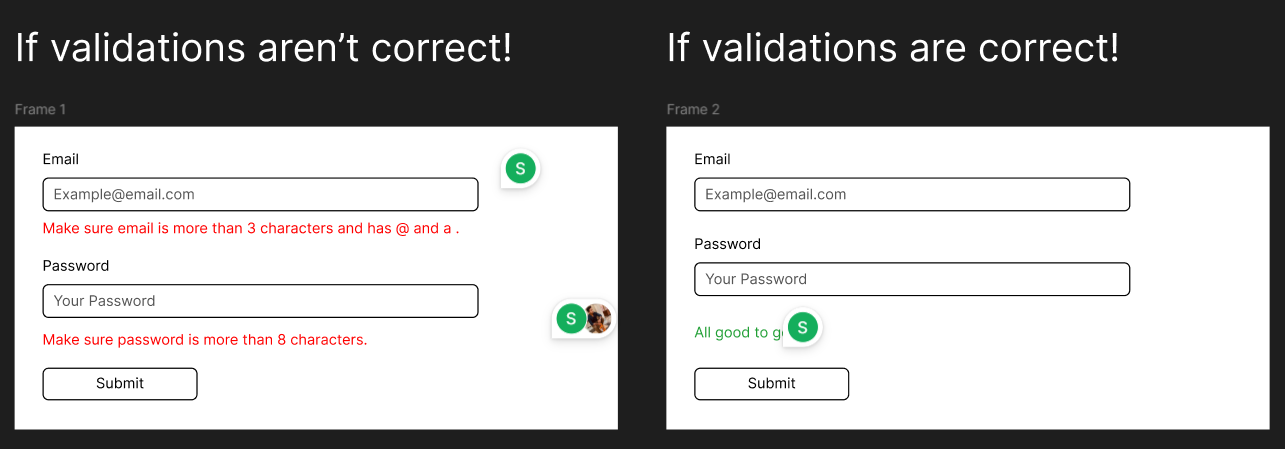 If validations aren't correct!
Frame 1
Email
Example@email.com
Make sure email is more than 3 characters and has @ and a .
Password
Your Password
Make sure password is more than 8 characters.
Submit
S
S
If validations are correct!
Frame 2
Email
Example@email.com
Password
Your Password
All good to
S
Submit